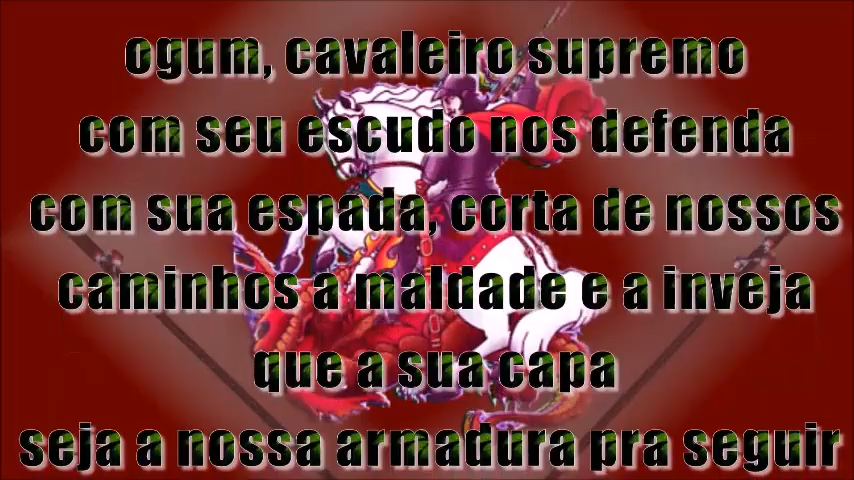 ogum, cavaleiro supremo
com seu escudo nos defenda
com sua espada, corta de nossos
caminhos a maldade e a inveja
que a sua capa
seja a nossa armadura pra seguir